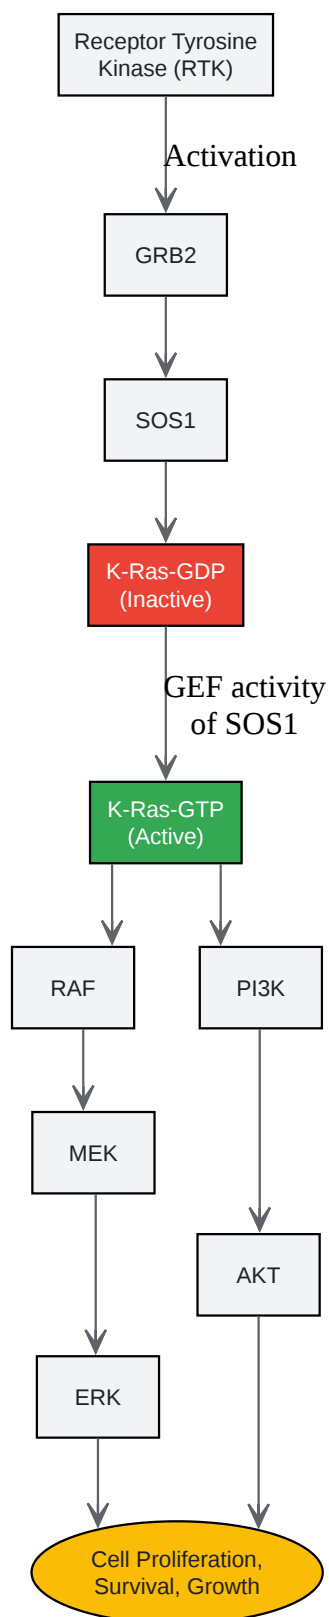 Receptor Tyrosine
Kinase (RTK)
Activation
GRB2
SOS1
K-Ras-GDP
(Inactive)
GEF activity
of SOS1
K-Ras-GTP
(Active)
RAF
PI3K
MEK
AKT
ERK
Cell Proliferation,
Survival, Growth